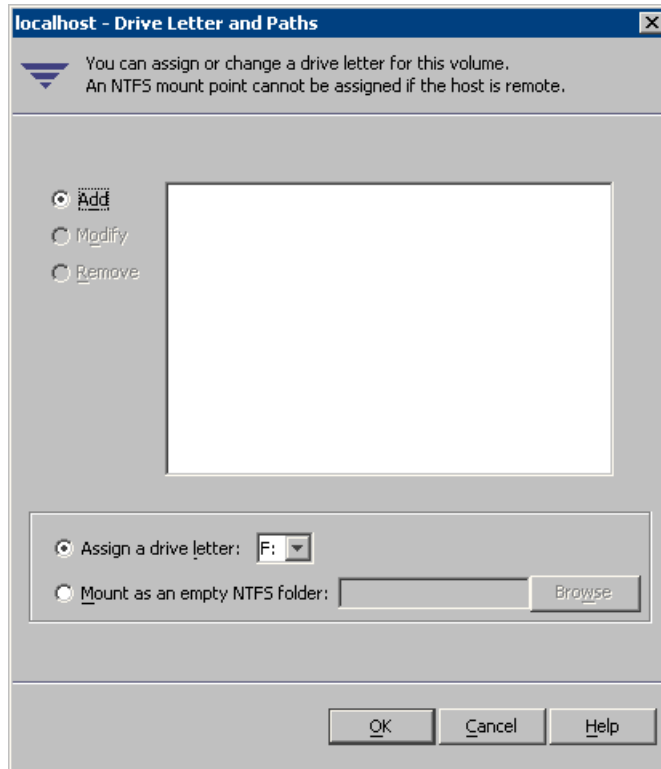 localhost - Drive Letter and Paths
You can assign or change a drive letter for this volume.
An NTFS mount point cannot be assigned if the host is remote.
Add
Modify
Remove
Assign a drive letter: F:
Mount as an empty NTFS folder: Browse
OK Cancel Help